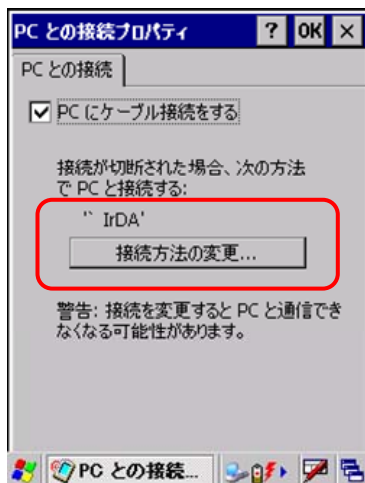 PC との接続プロパティ ? OK ×
PC との接続
PC にケーブル接続をする
接続が切断された場合、次の方法
で PC と接続する:
'` IrDA'
接続方法の変更...
警告: 接続を変更すると PC と通信でき
なくなる可能性があります。
PC との接続...